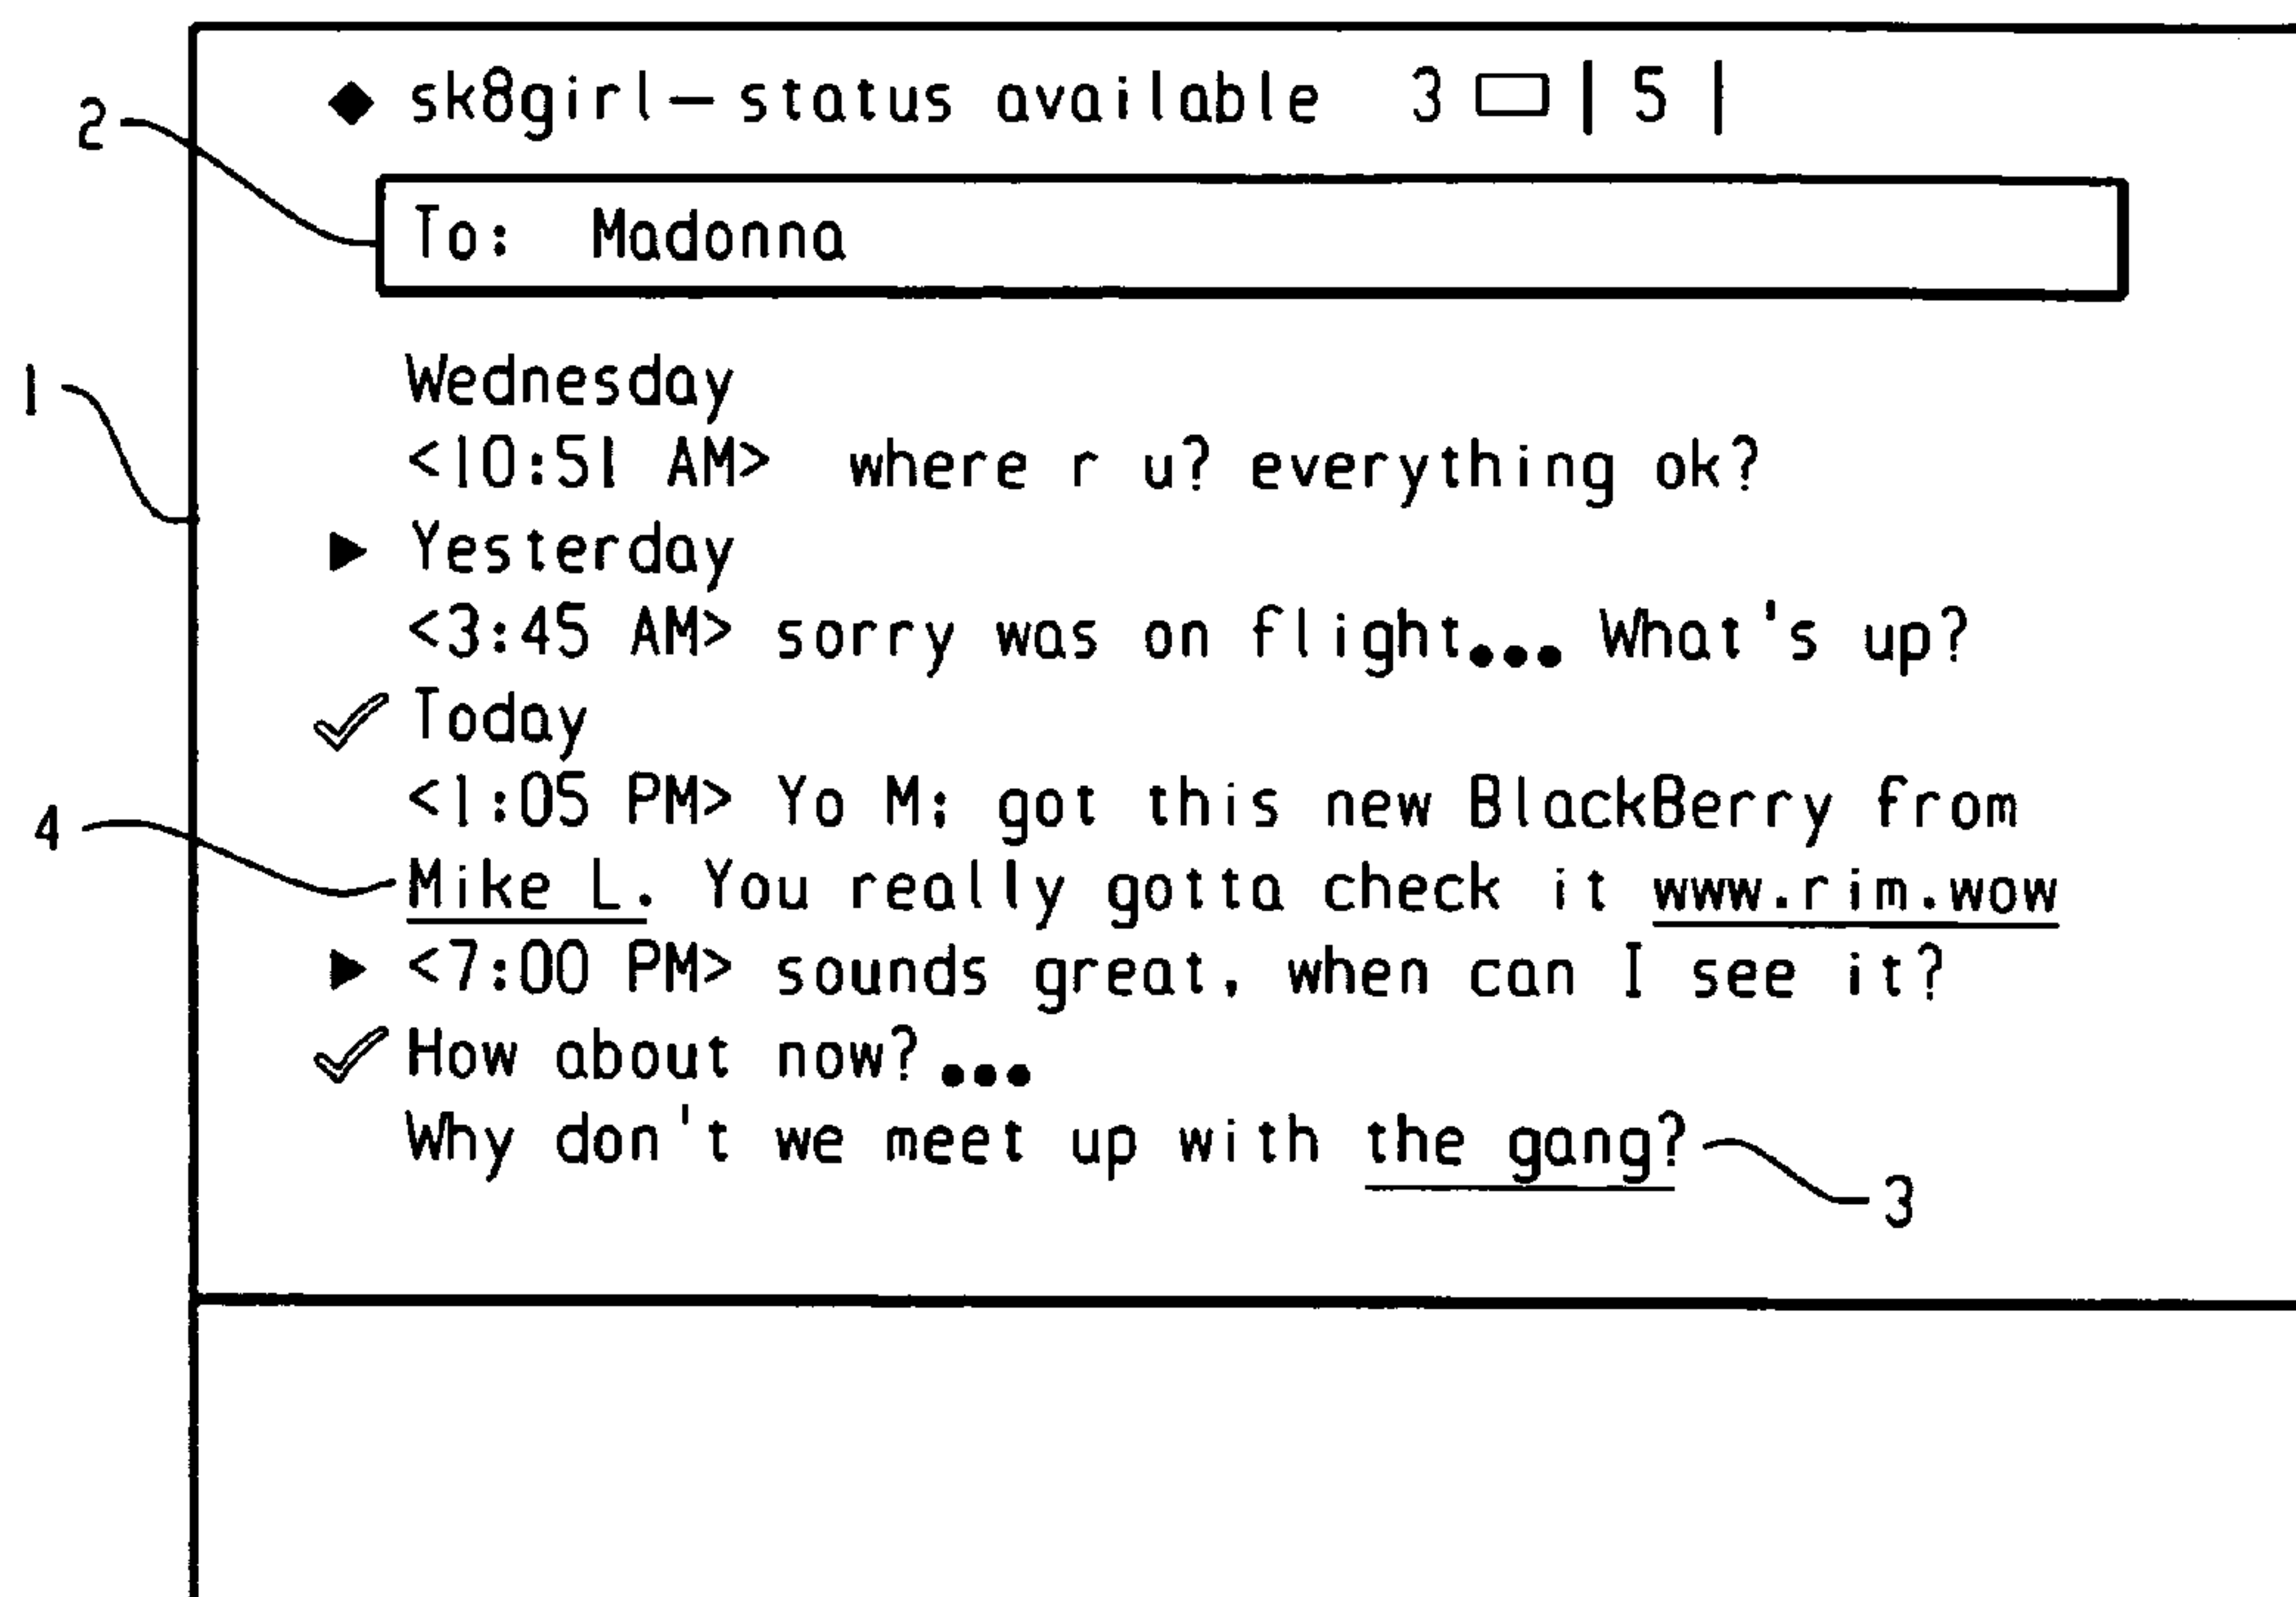 ◆ sk8girl – status available 3 ▭ | 5 |
2
To: Madonna
Wednesday
1
<10:51 AM> where r u? everything ok?
► Yesterday
<3:45 AM> sorry was on flight... What's up?
✓ Today
<1:05 PM> Yo M: got this new BlackBerry from
4
Mike L. You really gotta check it www.rim.wow
► <7:00 PM> sounds great, when can I see it?
✓ How about now?...
Why don't we meet up with the gang?
3